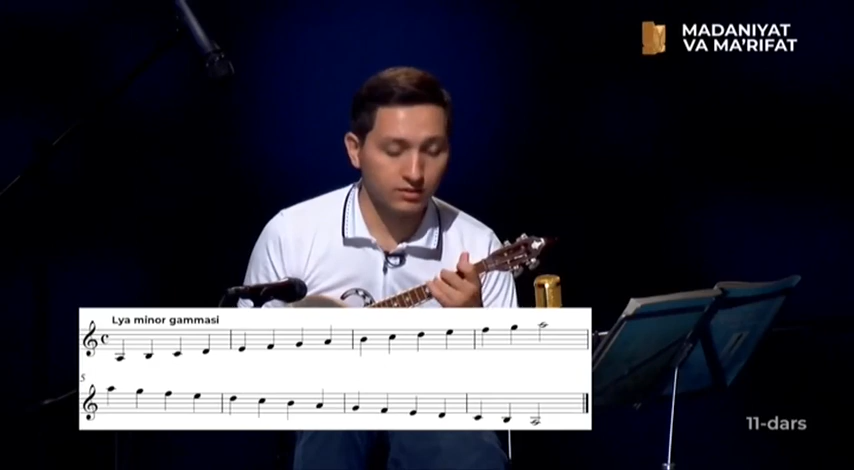 MADANIYAT
VA MA'RIFAT
Lya minor gammasi
5
11-dars